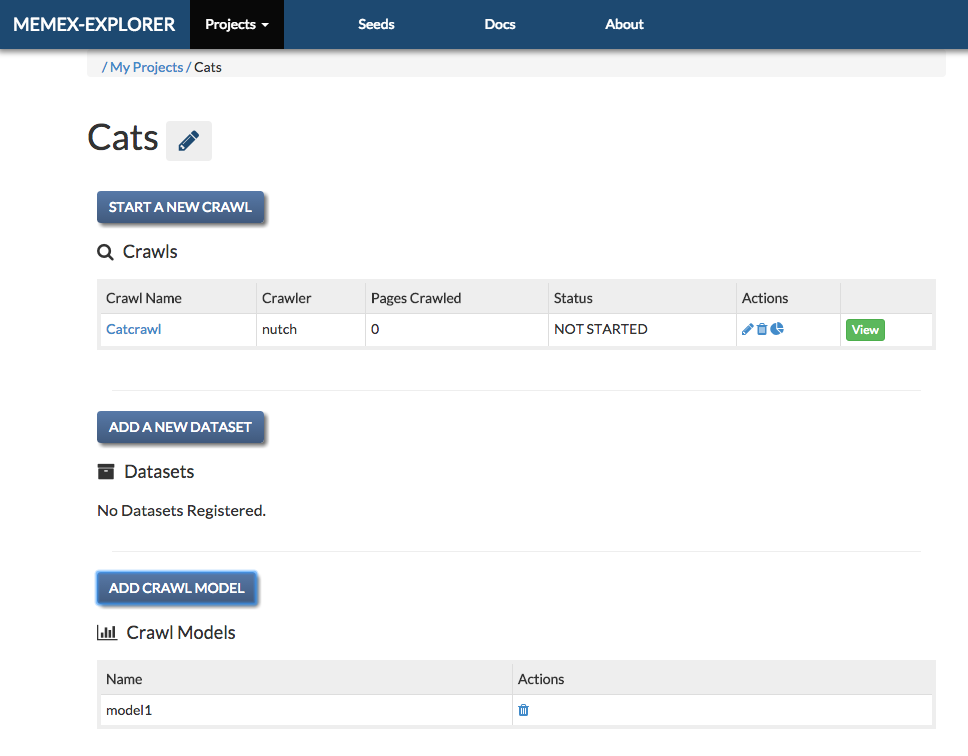 MEMEX-EXPLORER Projects Seeds Docs About
/ My Projects / Cats
Cats
START A NEW CRAWL
Crawls
Crawl Name Crawler Pages Crawled Status Actions
Catcrawl nutch 0 NOT STARTED View
ADD A NEW DATASET
Datasets
No Datasets Registered.
ADD CRAWL MODEL
Crawl Models
Name Actions
model1